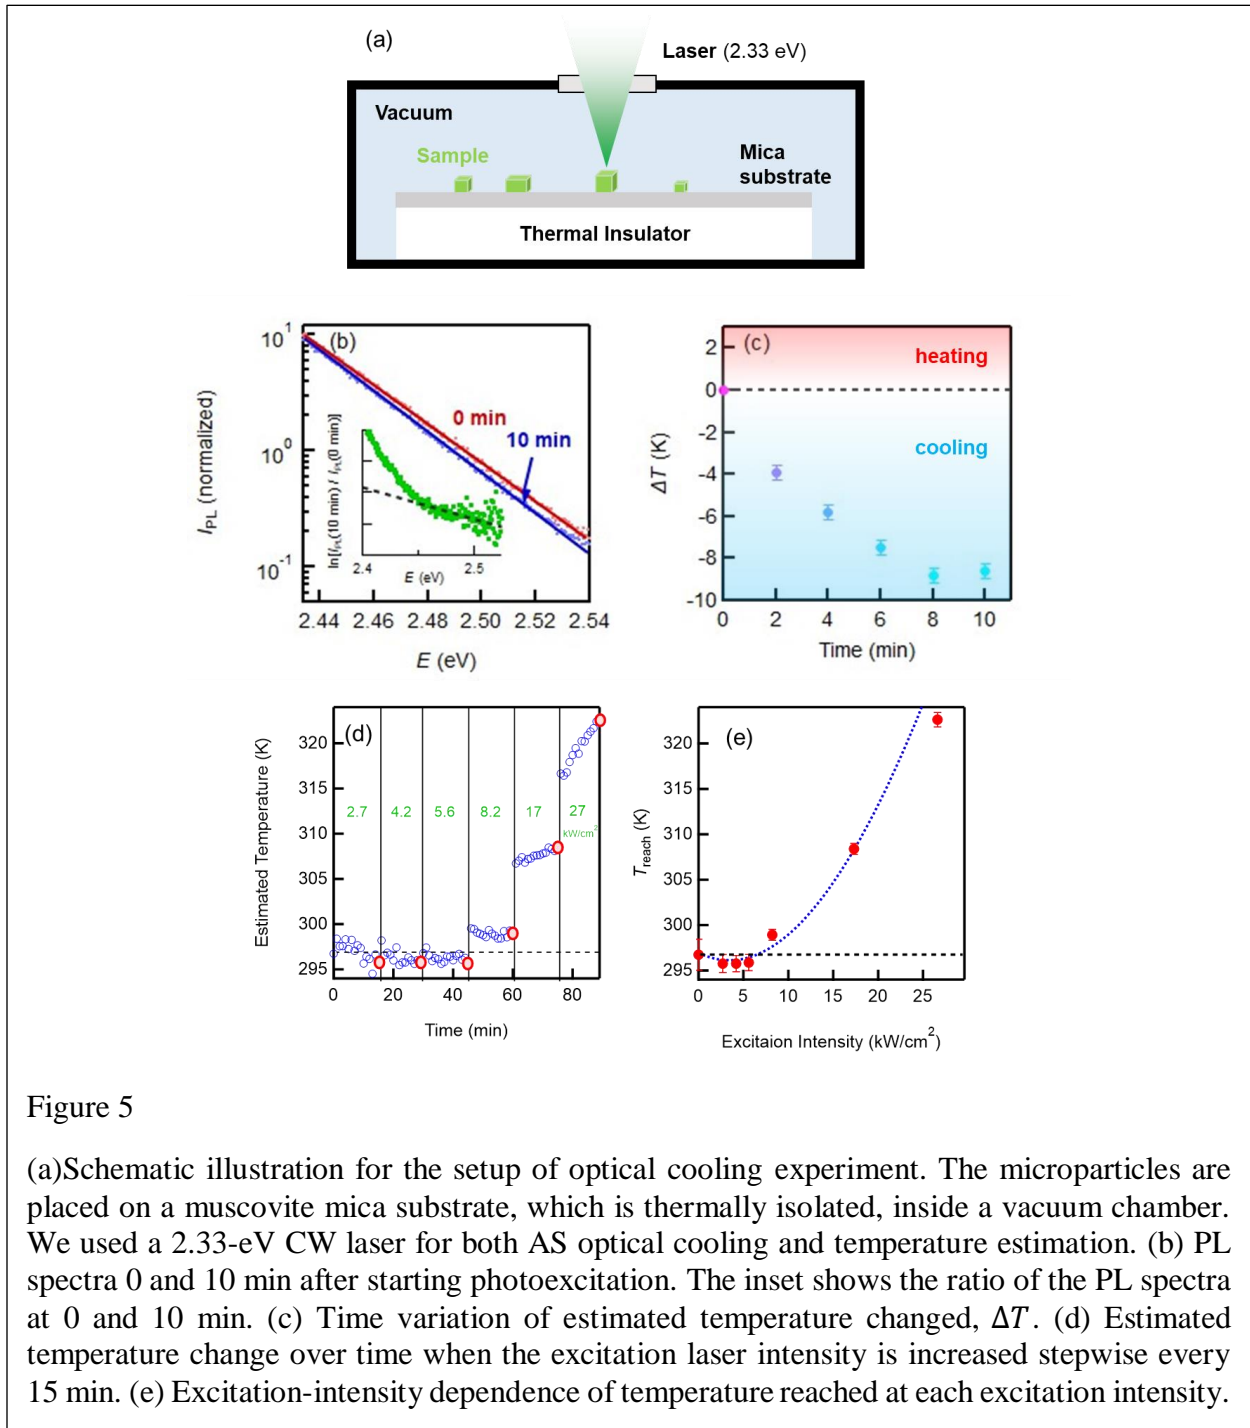 (a)
Laser (2.33 eV)
Vacuum
Sample
Mica
substrate
Thermal Insulator
(b)
10^1
10^0
10^-1
I_PL (normalized)
0 min
10 min
ln[I_PL(10 min) / I_PL(0 min)]
2.4
2.5
E (eV)
2.44 2.46 2.48 2.50 2.52 2.54
E (eV)
(c)
heating
cooling
2
0
-2
-4
-6
-8
-10
ΔT (K)
0 2 4 6 8 10
Time (min)
(d)
320
315
310
305
300
295
Estimated Temperature (K)
2.7 4.2 5.6 8.2 17 27
kW/cm^2
0 20 40 60 80
Time (min)
(e)
320
315
310
305
300
295
T_reach (K)
0 5 10 15 20 25
Excitaion Intensity (kW/cm^2)
Figure 5
(a)Schematic illustration for the setup of optical cooling experiment. The microparticles are
placed on a muscovite mica substrate, which is thermally isolated, inside a vacuum chamber.
We used a 2.33-eV CW laser for both AS optical cooling and temperature estimation. (b) PL
spectra 0 and 10 min after starting photoexcitation. The inset shows the ratio of the PL spectra
at 0 and 10 min. (c) Time variation of estimated temperature changed, ΔT. (d) Estimated
temperature change over time when the excitation laser intensity is increased stepwise every
15 min. (e) Excitation-intensity dependence of temperature reached at each excitation intensity.